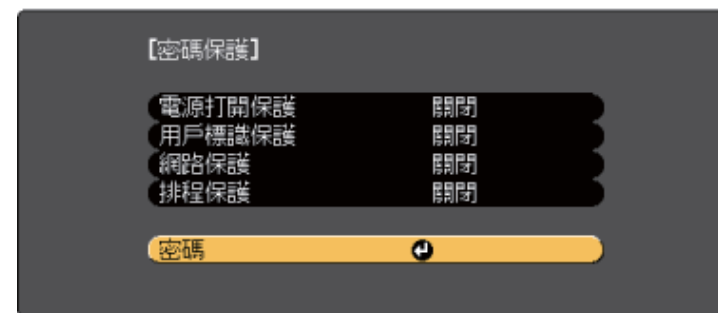 【密碼保護】
電源打開保護 關閉
用戶標識保護 關閉
網路保護 關閉
排程保護 關閉
密碼